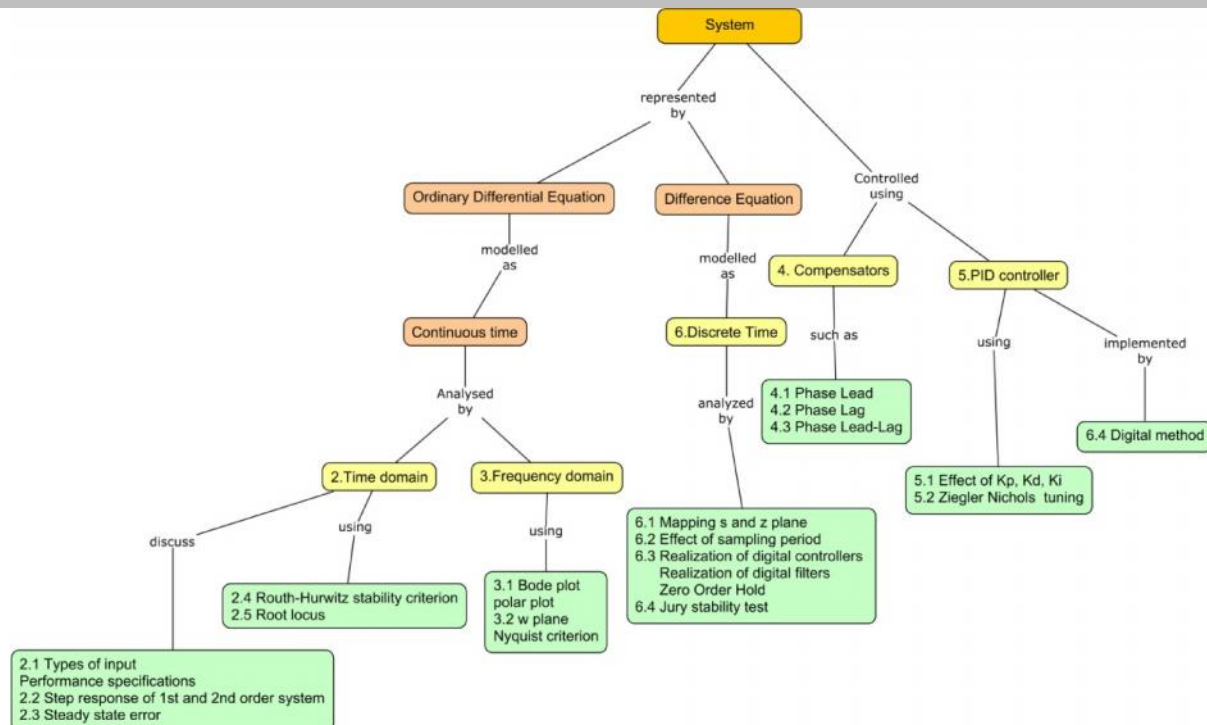 System
represented
by
Controlled
using
Ordinary Differential Equation
Difference Equation
modelled
as
modelled
as
4. Compensators
5.PID controller
Continuous time
6.Discrete Time
such as
using
implemented
by
Analysed
by
analyzed
by
4.1 Phase Lead
4.2 Phase Lag
4.3 Phase Lead-Lag
6.4 Digital method
2.Time domain
3.Frequency domain
5.1 Effect of Kp, Kd, Ki
5.2 Ziegler Nichols tuning
discuss
using
using
6.1 Mapping s and z plane
6.2 Effect of sampling period
6.3 Realization of digital controllers
Realization of digital filters
Zero Order Hold
6.4 Jury stability test
2.4 Routh-Hurwitz stability criterion
2.5 Root locus
3.1 Bode plot
polar plot
3.2 w plane
Nyquist criterion
2.1 Types of input
Performance specifications
2.2 Step response of 1st and 2nd order system
2.3 Steady state error